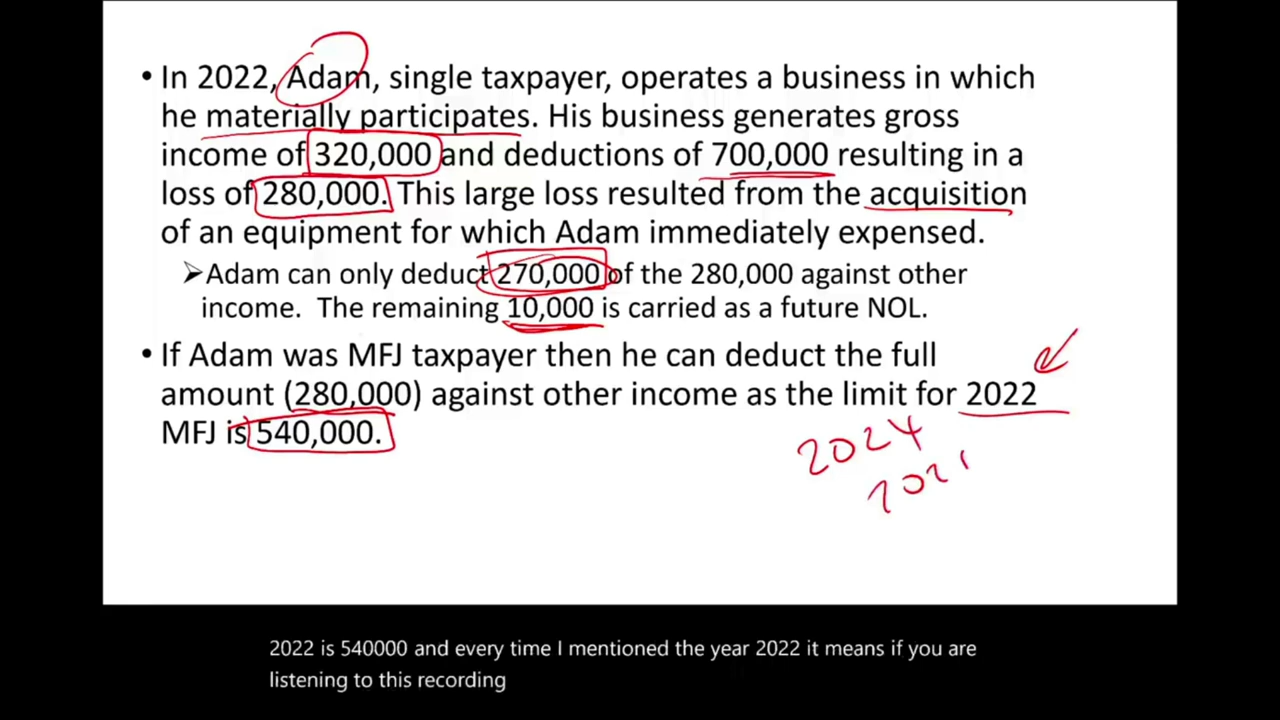 • In 2022, Adam, single taxpayer, operates a business in which
he materially participates. His business generates gross
income of 320,000 and deductions of 700,000 resulting in a
loss of 280,000. This large loss resulted from the acquisition
of an equipment for which Adam immediately expensed.
➢Adam can only deduct 270,000 of the 280,000 against other
income. The remaining 10,000 is carried as a future NOL.
• If Adam was MFJ taxpayer then he can deduct the full
amount (280,000) against other income as the limit for 2022
MFJ is 540,000.
2024
202
2022 is 540000 and every time I mentioned the year 2022 it means if you are
listening to this recording